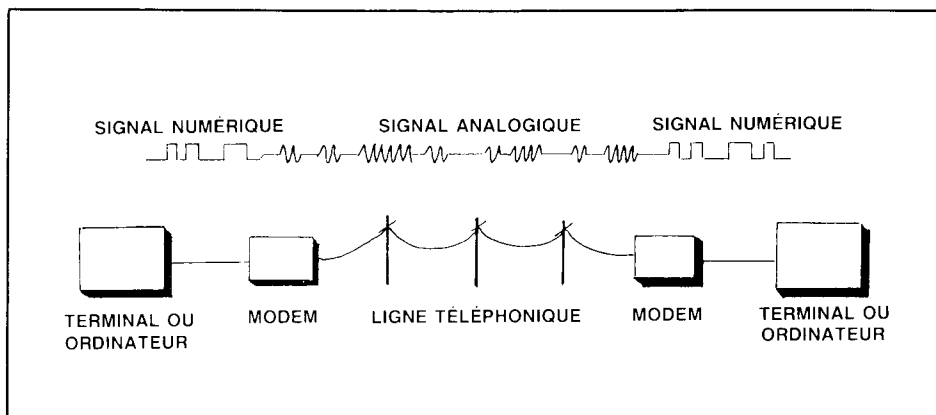 SIGNAL NUMÉRIQUE SIGNAL ANALOGIQUE SIGNAL NUMÉRIQUE
TERMINAL OU
ORDINATEUR
MODEM
LIGNE TÉLÉPHONIQUE
MODEM
TERMINAL OU
ORDINATEUR